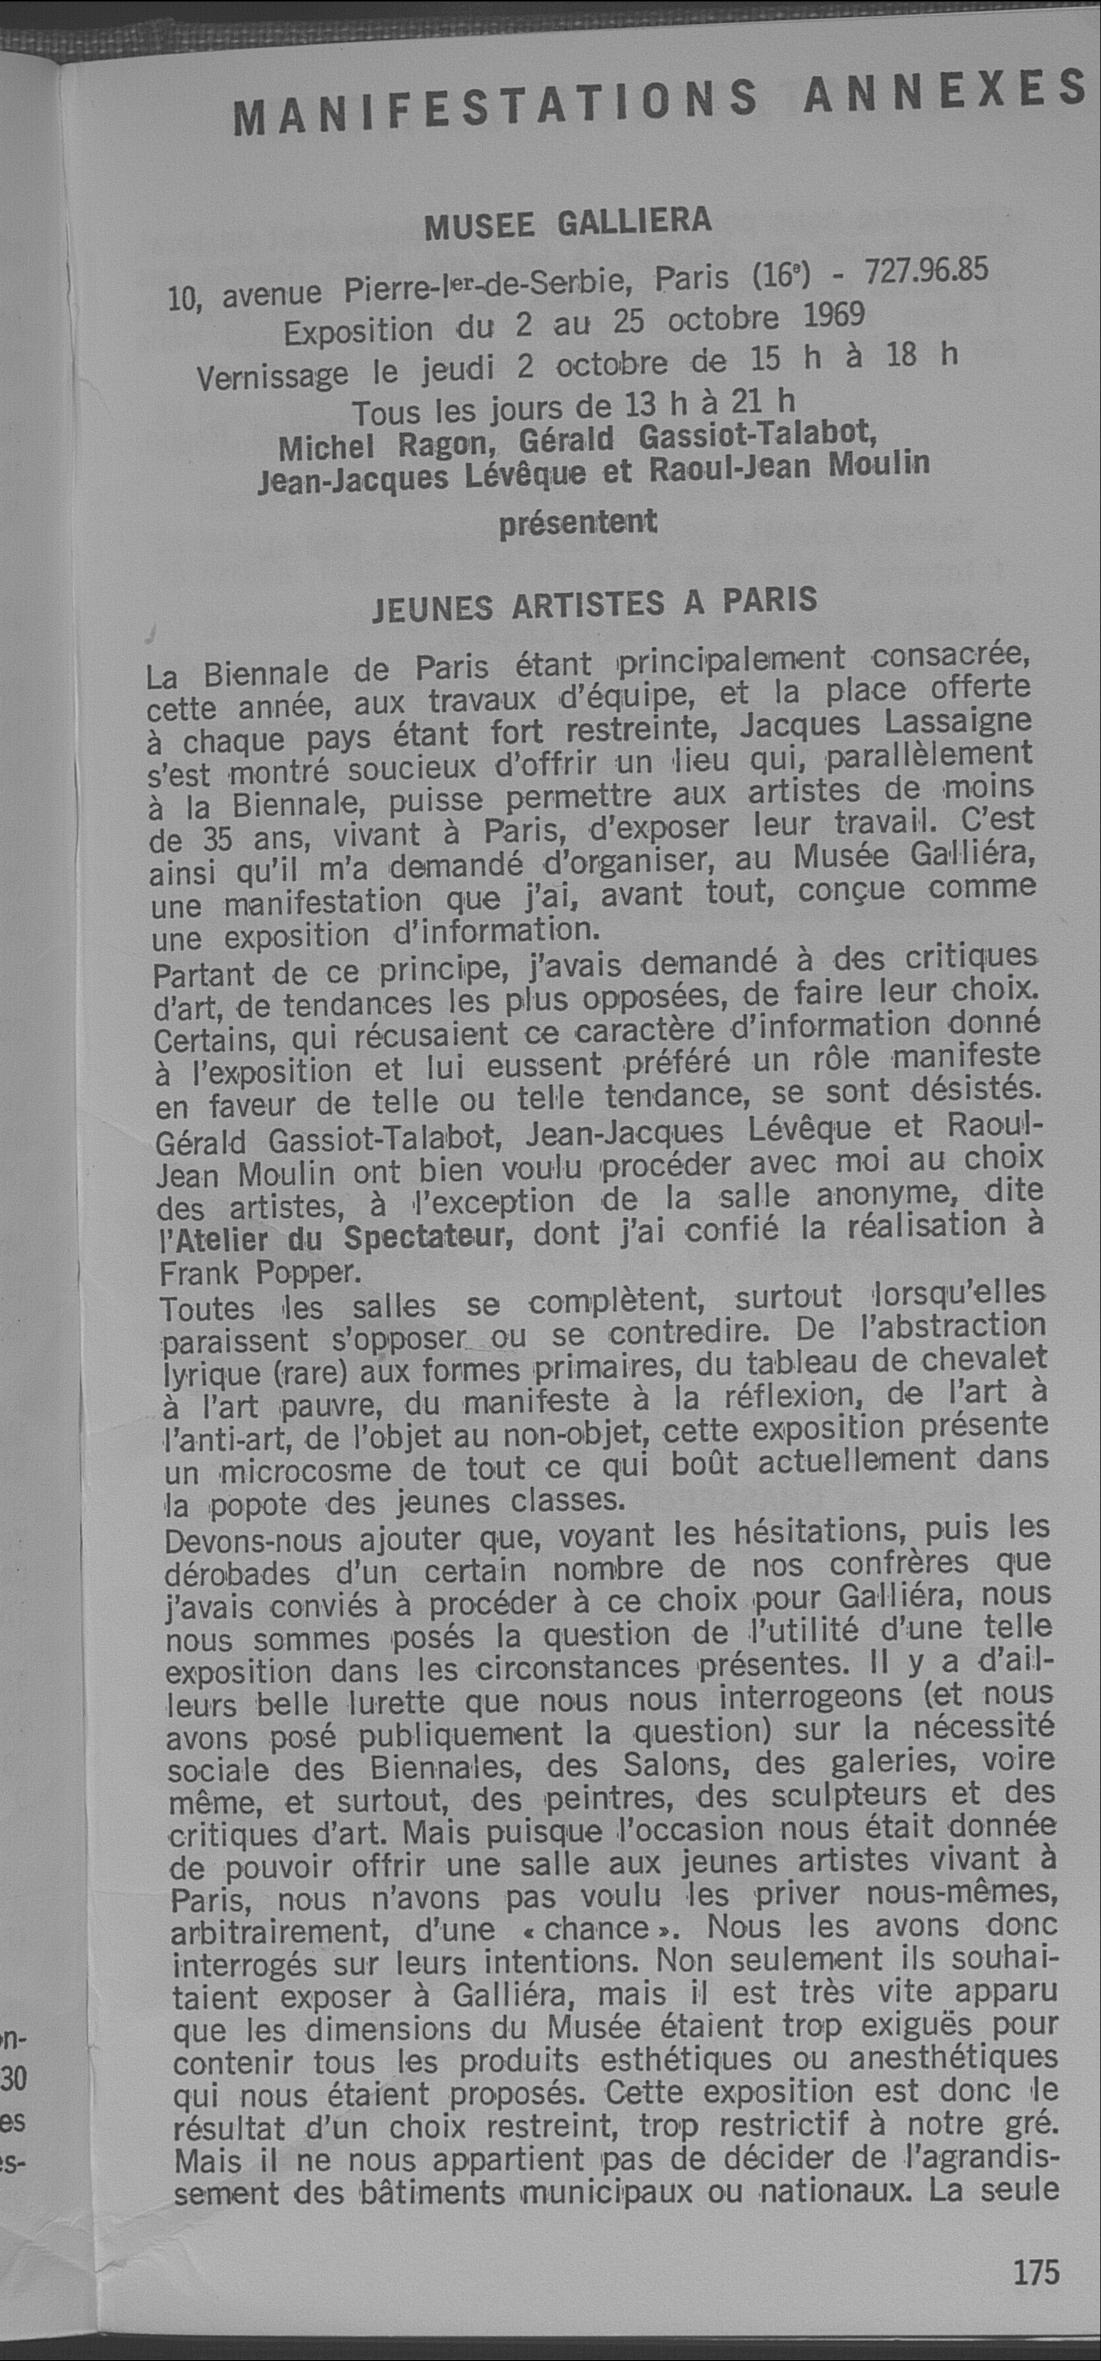 MANIFESTATIONS ANNEXES
MUSEE GALLIERA
10, avenue Pierre-Ier-de-Serbie, Paris (16e) - 727.96.85
Exposition du 2 au 25 octobre 1969
Vernissage le jeudi 2 octobre de 15 h à 18 h
Tous les jours de 13 h à 21 h
Michel Ragon, Gérald Gassiot-Talabot,
Jean-Jacques Lévêque et Raoul-Jean Moulin
présentent
JEUNES ARTISTES A PARIS
La Biennale de Paris étant principalement consacrée,
cette année, aux travaux d'équipe, et la place offerte
à chaque pays étant fort restreinte, Jacques Lassaigne
s'est montré soucieux d'offrir un lieu qui, parallèlement
à la Biennale, puisse permettre aux artistes de moins
de 35 ans, vivant à Paris, d'exposer leur travail. C'est
ainsi qu'il m'a demandé d'organiser, au Musée Galliéra,
une manifestation que j'ai, avant tout, conçue comme
une exposition d'information.
Partant de ce principe, j'avais demandé à des critiques
d'art, de tendances les plus opposées, de faire leur choix.
Certains, qui récusaient ce caractère d'information donné
à l'exposition et lui eussent préféré un rôle manifeste
en faveur de telle ou telle tendance, se sont désistés.
Gérald Gassiot-Talabot, Jean-Jacques Lévêque et Raoul-
Jean Moulin ont bien voulu procéder avec moi au choix
des artistes, à l'exception de la salle anonyme, dite
l'Atelier du Spectateur, dont j'ai confié la réalisation à
Frank Popper.
Toutes les salles se complètent, surtout lorsqu'elles
paraissent s'opposer ou se contredire. De l'abstraction
lyrique (rare) aux formes primaires, du tableau de chevalet
à l'art pauvre, du manifeste à la réflexion, de l'art à
l'anti-art, de l'objet au non-objet, cette exposition présente
un microcosme de tout ce qui boût actuellement dans
la popote des jeunes classes.
Devons-nous ajouter que, voyant les hésitations, puis les
dérobades d'un certain nombre de nos confrères que
j'avais conviés à procéder à ce choix pour Galliéra, nous
nous sommes posés la question de l'utilité d'une telle
exposition dans les circonstances présentes. Il y a d'ail-
leurs belle lurette que nous nous interrogeons (et nous
avons posé publiquement la question) sur la nécessité
sociale des Biennales, des Salons, des galeries, voire
même, et surtout, des peintres, des sculpteurs et des
critiques d'art. Mais puisque l'occasion nous était donnée
de pouvoir offrir une salle aux jeunes artistes vivant à
Paris, nous n'avons pas voulu les priver nous-mêmes,
arbitrairement, d'une « chance ». Nous les avons donc
interrogés sur leurs intentions. Non seulement ils souhai-
taient exposer à Galliéra, mais il est très vite apparu
que les dimensions du Musée étaient trop exiguës pour
contenir tous les produits esthétiques ou anesthétiques
qui nous étaient proposés. Cette exposition est donc le
résultat d'un choix restreint, trop restrictif à notre gré.
Mais il ne nous appartient pas de décider de l'agrandis-
sement des bâtiments municipaux ou nationaux. La seule
175
n-
30
es
s-